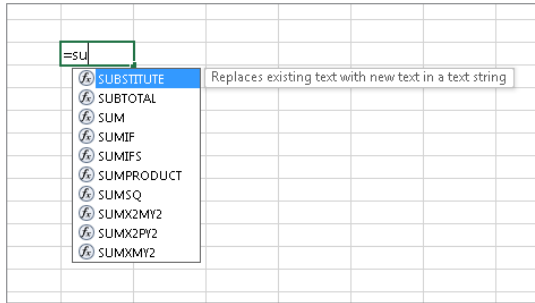 =su
SUBSTITUTE
Replaces existing text with new text in a text string
SUBTOTAL
SUM
SUMIF
SUMIFS
SUMPRODUCT
SUMSQ
SUMX2MY2
SUMX2PY2
SUMXMY2